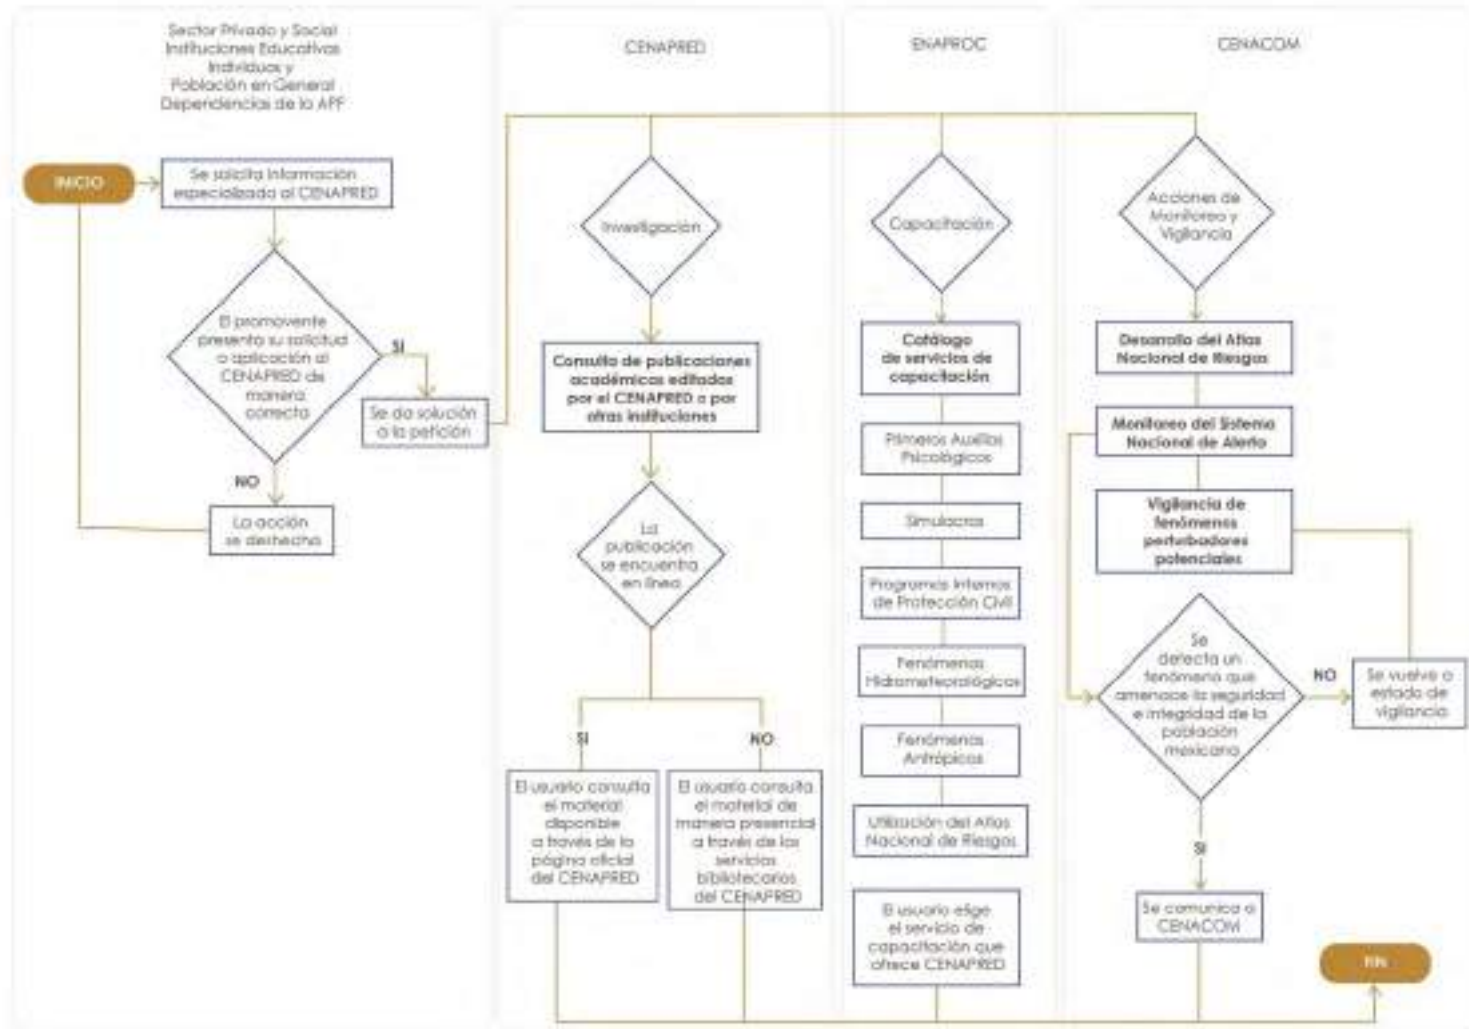 Sector Privado y Social
Instituciones Educativas
Individuos y
Población en General
Dependencias de la APF
INICIO
Se solicita información
especializada al CENAPRED
El promovente
presenta su solicitud
o aplicación al
CENAPRED de
manera
correcta
SI
Se da solución
a la petición
NO
La acción
se deshecha
CENAPRED
Investigación
Consulta de publicaciones
académicas editadas
por el CENAPRED o por
otras instituciones
La
publicación
se encuentra
en línea
SI
NO
El usuario consulta
el material
disponible
a través de la
página oficial
del CENAPRED
El usuario consulta
el material de
manera presencial
a través de los
servicios
bibliotecarios
del CENAPRED
ENAPROC
Capacitación
Catálogo
de servicios de
capacitación
Primeros Auxilios
Psicológicos
Simulacros
Programas Internos
de Protección Civil
Fenómenos
Hidrometeorológicos
Fenómenos
Antrópicos
Utilización del Atlas
Nacional de Riesgos
El usuario elige
el servicio de
capacitación que
ofrece CENAPRED
CENACOM
Acciones de
Monitoreo y
Vigilancia
Desarrollo del Atlas
Nacional de Riesgos
Monitoreo del Sistema
Nacional de Alerta
Vigilancia de
fenómenos
perturbadores
potenciales
Se
detecta un
fenómeno que
amenace la seguridad
e integridad de la
población
mexicana
NO
Se vuelve a
estado de
vigilancia
SI
Se comunica a
CENACOM
FIN